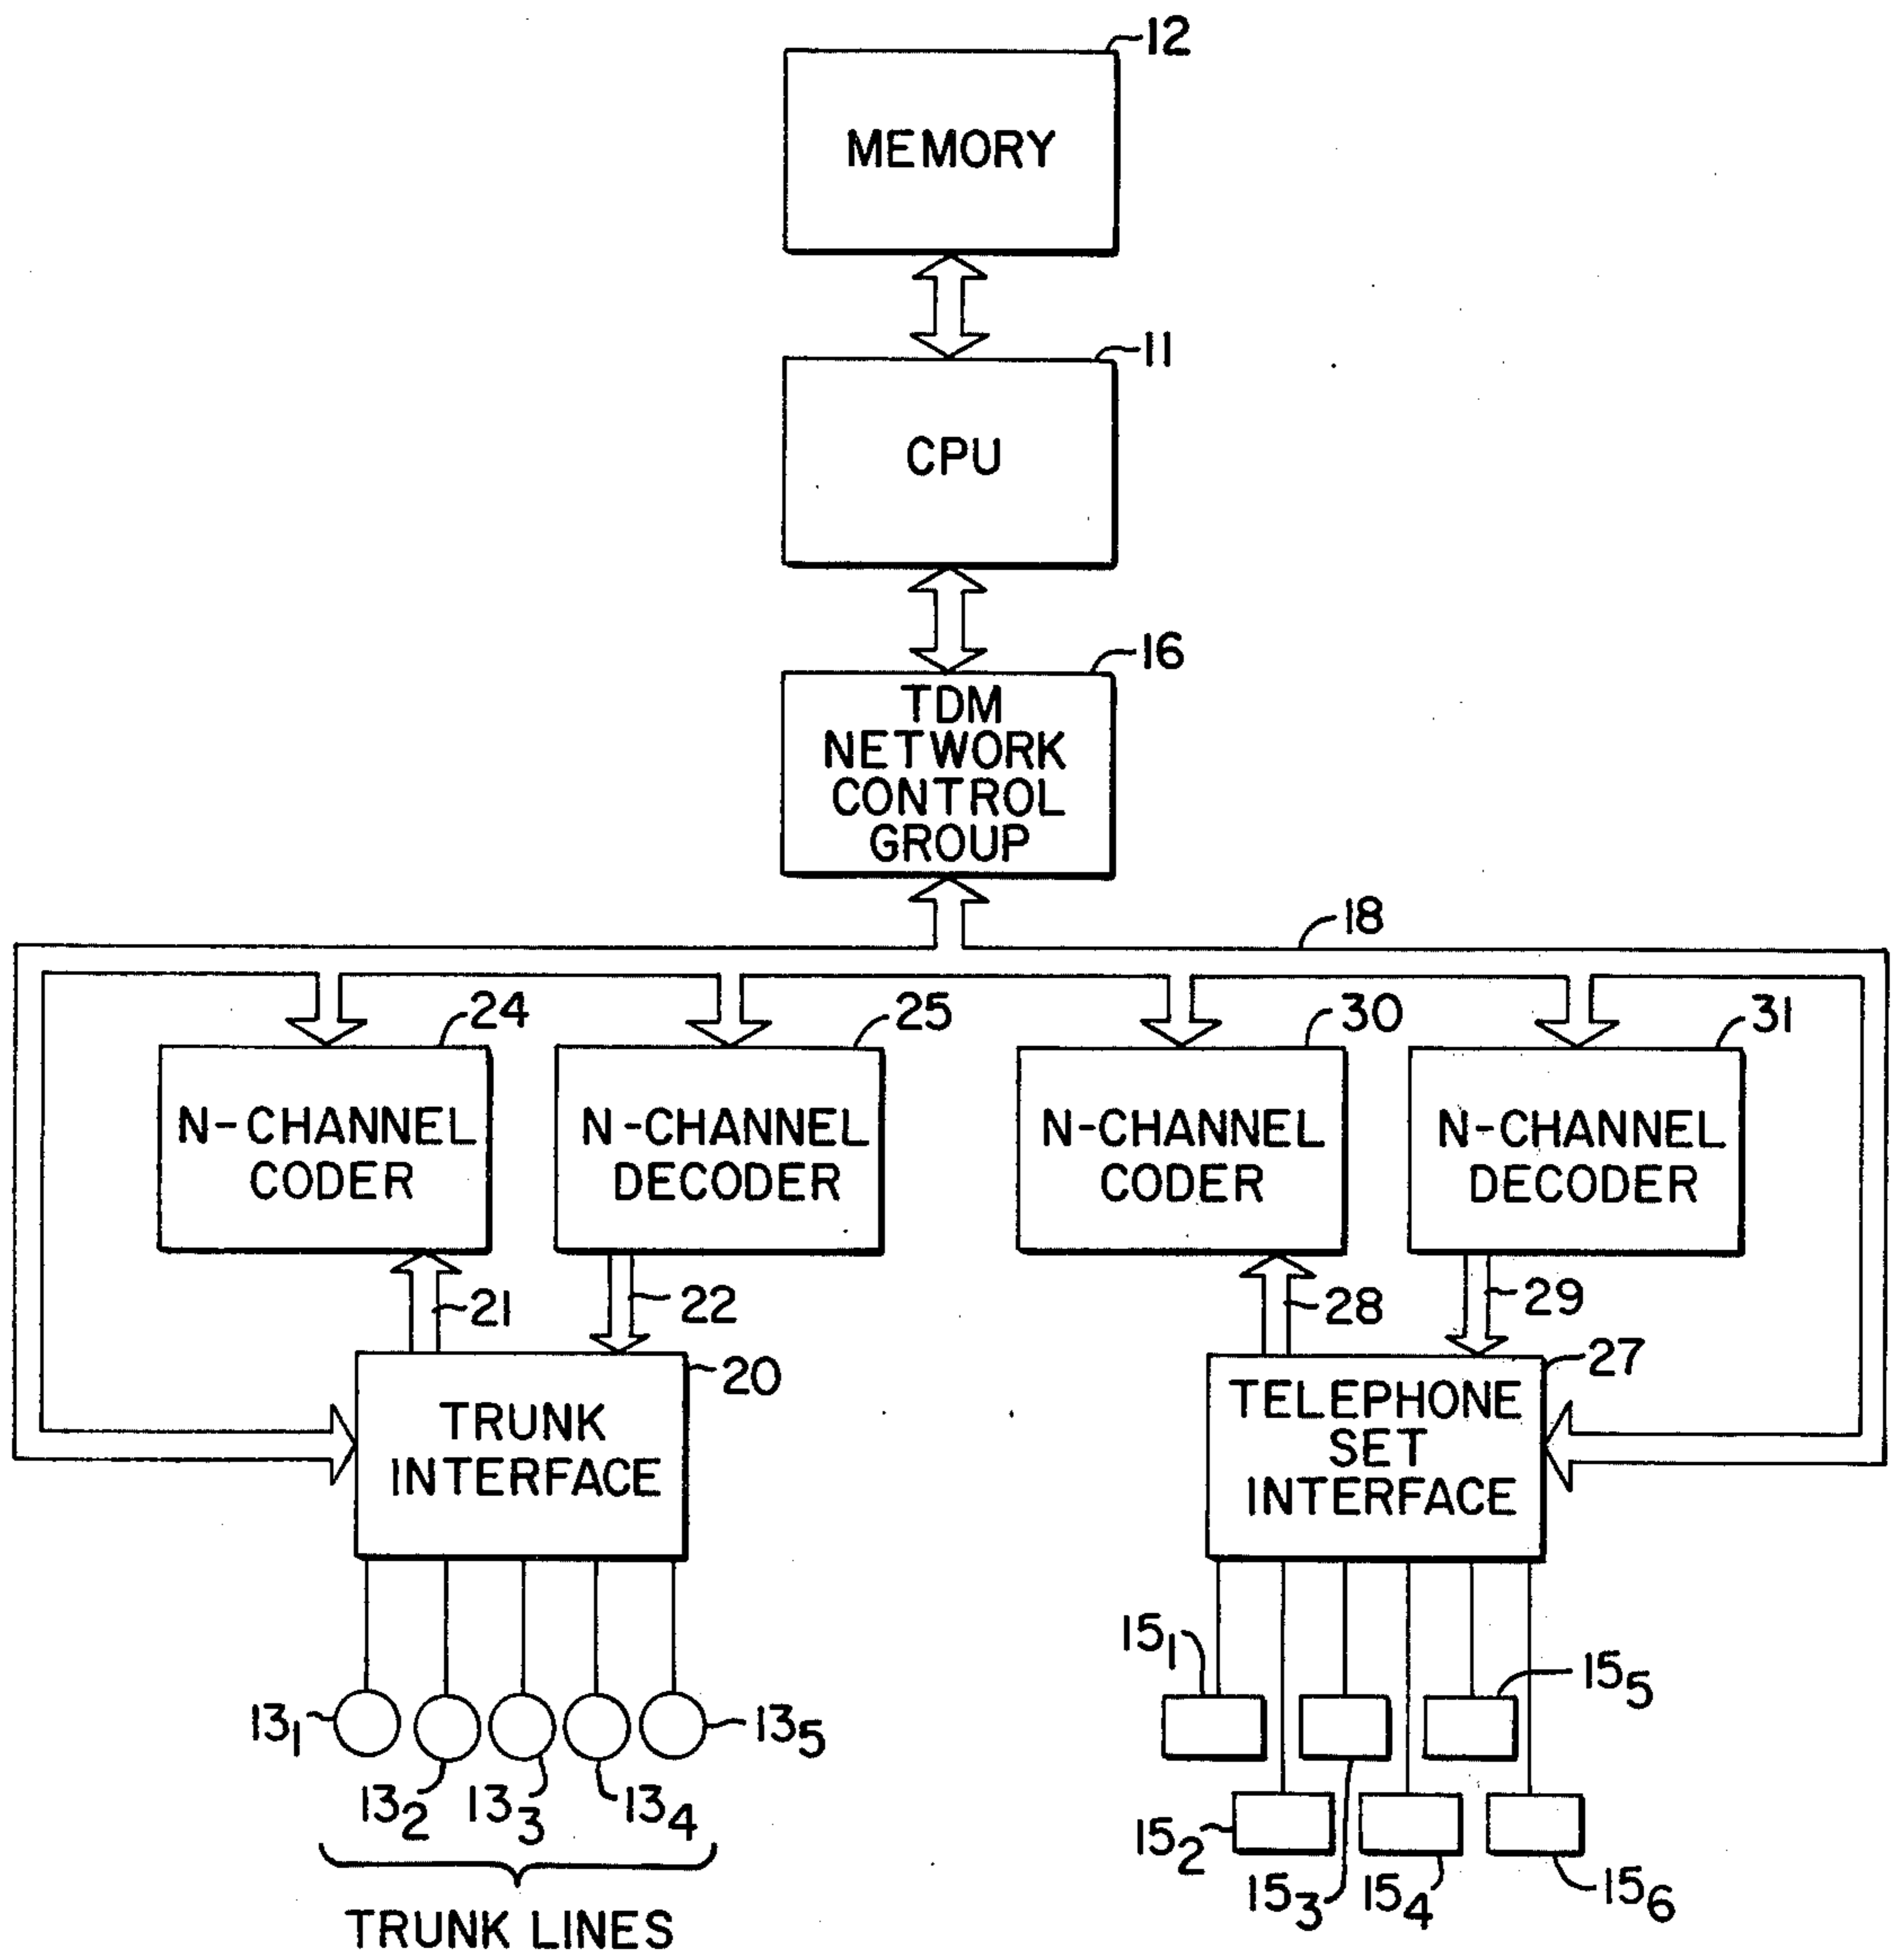 12
MEMORY
11
CPU
16
TDM
NETWORK
CONTROL
GROUP
18
24
25
30
31
N-CHANNEL
CODER
N-CHANNEL
DECODER
N-CHANNEL
CODER
N-CHANNEL
DECODER
21
22
28
29
20
27
TRUNK
INTERFACE
TELEPHONE
SET
INTERFACE
15₁
15₅
13₁
13₅
13₂
13₃
13₄
15₂
15₃
15₄
15₆
TRUNK LINES